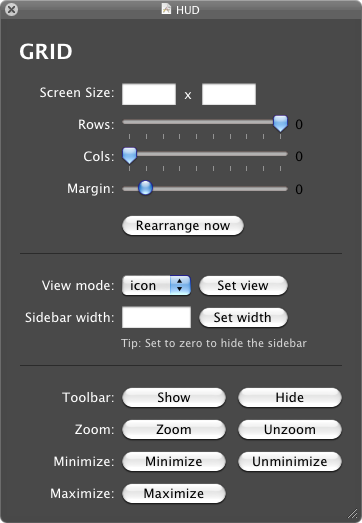 HUD
GRID
Screen Size: x
Rows: 0
Cols: 0
Margin: 0
Rearrange now
View mode: icon Set view
Sidebar width: Set width
Tip: Set to zero to hide the sidebar
Toolbar: Show Hide
Zoom: Zoom Unzoom
Minimize: Minimize Unminimize
Maximize: Maximize